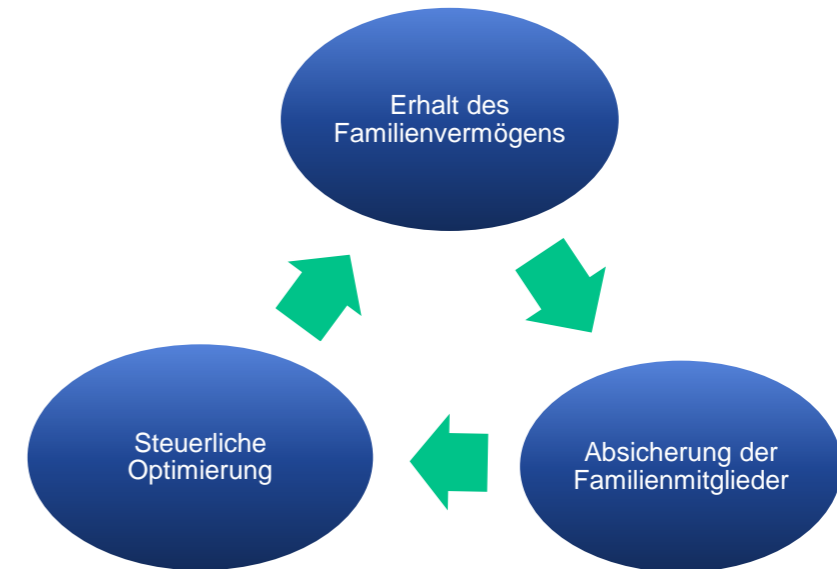 Erhalt des
Familienvermögens
Steuerliche
Optimierung
Absicherung der
Familienmitglieder